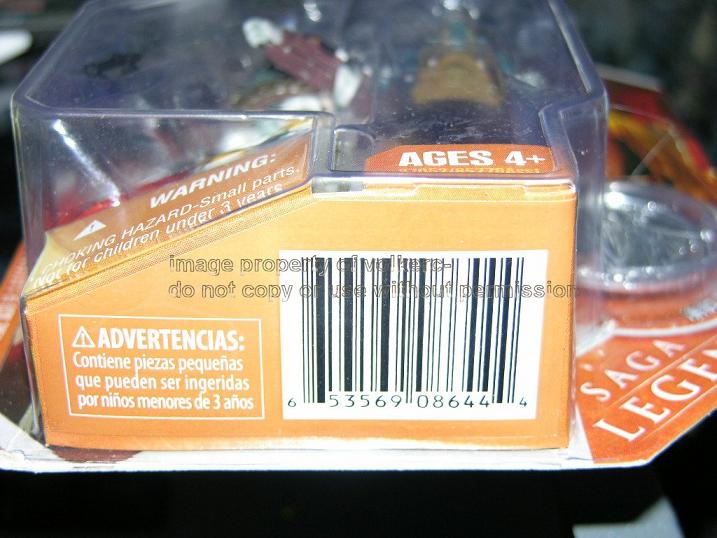 AGES 4+
WARNING:
CHOKING HAZARD-Small parts.
Not for children under 3 years
image property of volkerc-
do not copy or use without permission
ADVERTENCIAS:
Contiene piezas pequeñas
que pueden ser ingeridas
por niños menores de 3 años
6 53569 08644 4
SAGA